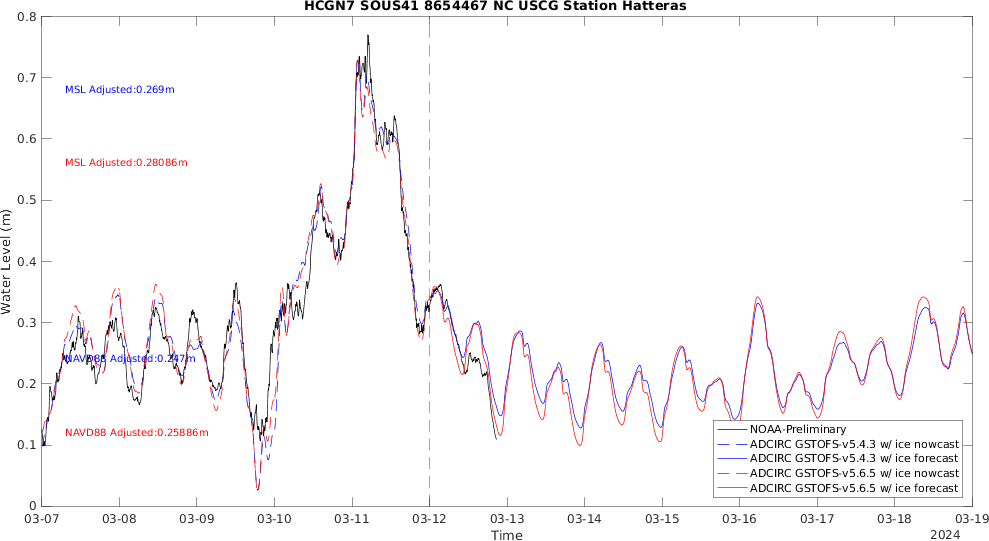 HCGN7 SOUS41 8654467 NC USCG Station Hatteras
0.8
0.7
0.6
0.5
0.4
0.3
0.2
0.1
0
Water Level (m)
MSL Adjusted:0.269m
MSL Adjusted:0.28086m
NAVD88 Adjusted:0.247m
NAVD88 Adjusted:0.25886m
NOAA-Preliminary
ADCIRC GSTOFS-v5.4.3 w/ ice nowcast
ADCIRC GSTOFS-v5.4.3 w/ ice forecast
ADCIRC GSTOFS-v5.6.5 w/ ice nowcast
ADCIRC GSTOFS-v5.6.5 w/ ice forecast
03-07 03-08 03-09 03-10 03-11 03-12 03-13 03-14 03-15 03-16 03-17 03-18 03-19
Time
2024